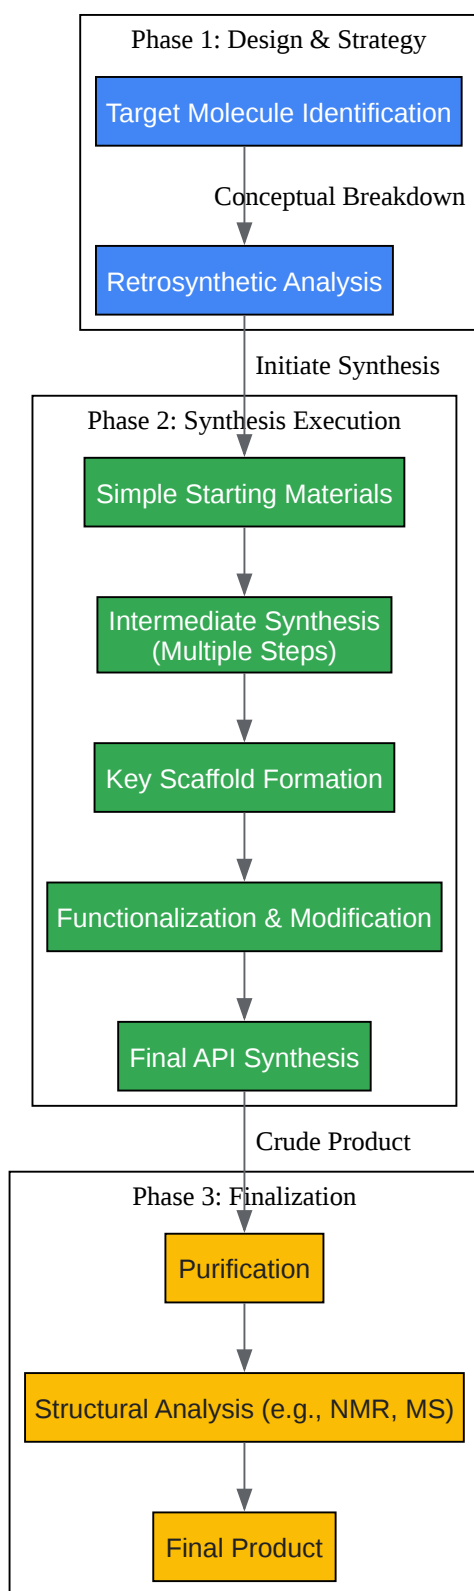 Phase 1: Design & Strategy
Target Molecule Identification
Conceptual Breakdown
Retrosynthetic Analysis
Initiate Synthesis
Phase 2: Synthesis Execution
Simple Starting Materials
Intermediate Synthesis
(Multiple Steps)
Key Scaffold Formation
Functionalization & Modification
Final API Synthesis
Crude Product
Phase 3: Finalization
Purification
Structural Analysis (e.g., NMR, MS)
Final Product